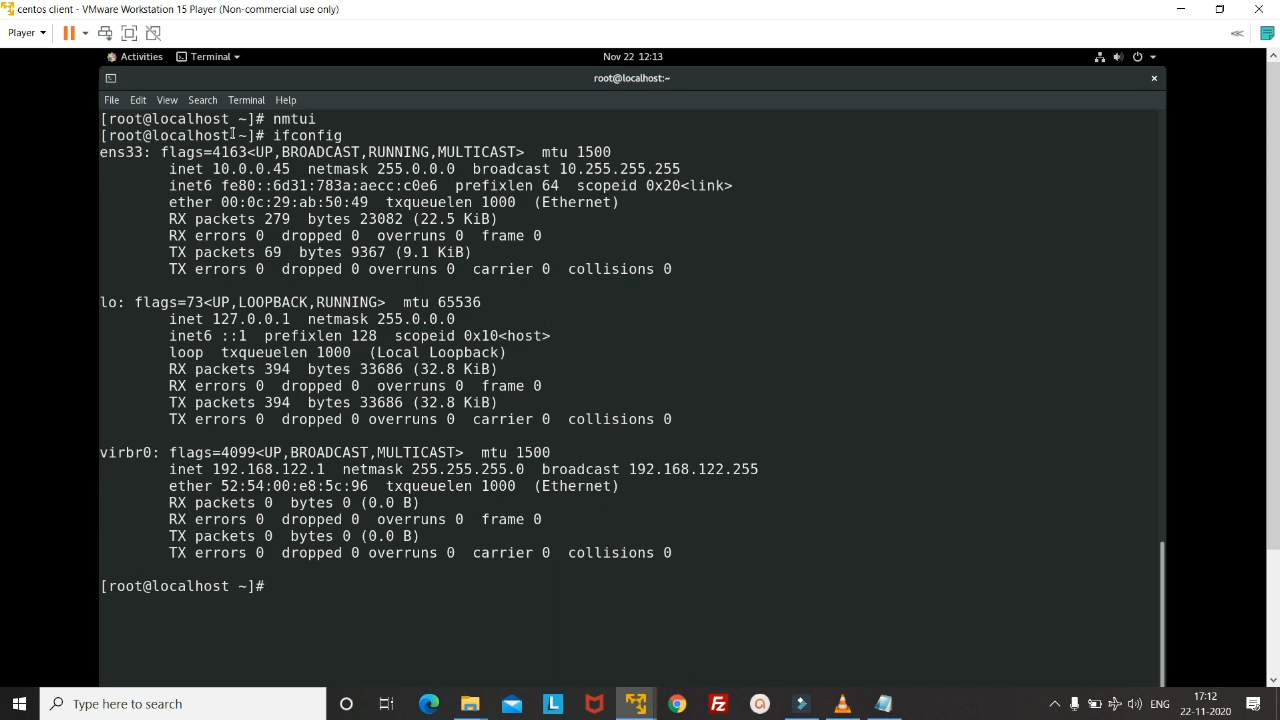 centos client - VMware Workstation 15 Player (Non-commercial use only)
Player
Activities Terminal Nov 22 12:13
root@localhost:~
File Edit View Search Terminal Help
[root@localhost ~]# nmtui
[root@localhost ~]# ifconfig
ens33: flags=4163<UP,BROADCAST,RUNNING,MULTICAST>  mtu 1500
        inet 10.0.0.45  netmask 255.0.0.0  broadcast 10.255.255.255
        inet6 fe80::6d31:783a:aecc:c0e6  prefixlen 64  scopeid 0x20<link>
        ether 00:0c:29:ab:50:49  txqueuelen 1000  (Ethernet)
        RX packets 279  bytes 23082 (22.5 KiB)
        RX errors 0  dropped 0  overruns 0  frame 0
        TX packets 69  bytes 9367 (9.1 KiB)
        TX errors 0  dropped 0 overruns 0  carrier 0  collisions 0
lo: flags=73<UP,LOOPBACK,RUNNING>  mtu 65536
        inet 127.0.0.1  netmask 255.0.0.0
        inet6 ::1  prefixlen 128  scopeid 0x10<host>
        loop  txqueuelen 1000  (Local Loopback)
        RX packets 394  bytes 33686 (32.8 KiB)
        RX errors 0  dropped 0  overruns 0  frame 0
        TX packets 394  bytes 33686 (32.8 KiB)
        TX errors 0  dropped 0 overruns 0  carrier 0  collisions 0
virbr0: flags=4099<UP,BROADCAST,MULTICAST>  mtu 1500
        inet 192.168.122.1  netmask 255.255.255.0  broadcast 192.168.122.255
        ether 52:54:00:e8:5c:96  txqueuelen 1000  (Ethernet)
        RX packets 0  bytes 0 (0.0 B)
        RX errors 0  dropped 0  overruns 0  frame 0
        TX packets 0  bytes 0 (0.0 B)
        TX errors 0  dropped 0 overruns 0  carrier 0  collisions 0
[root@localhost ~]#
Type here to search
ENG
17:12
22-11-2020